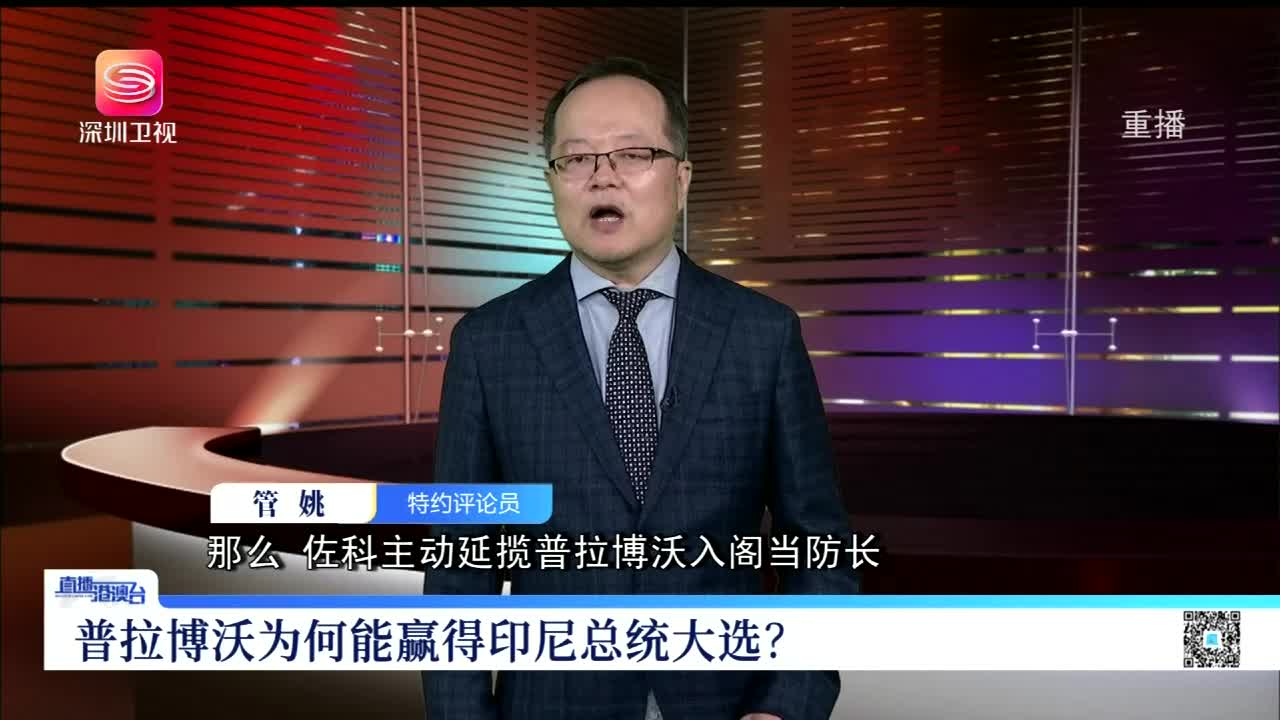 深圳卫视
重播
管姚
特约评论员
那么 佐科主动延揽普拉博沃入阁当防长
直播港澳台
普拉博沃为何能赢得印尼总统大选？